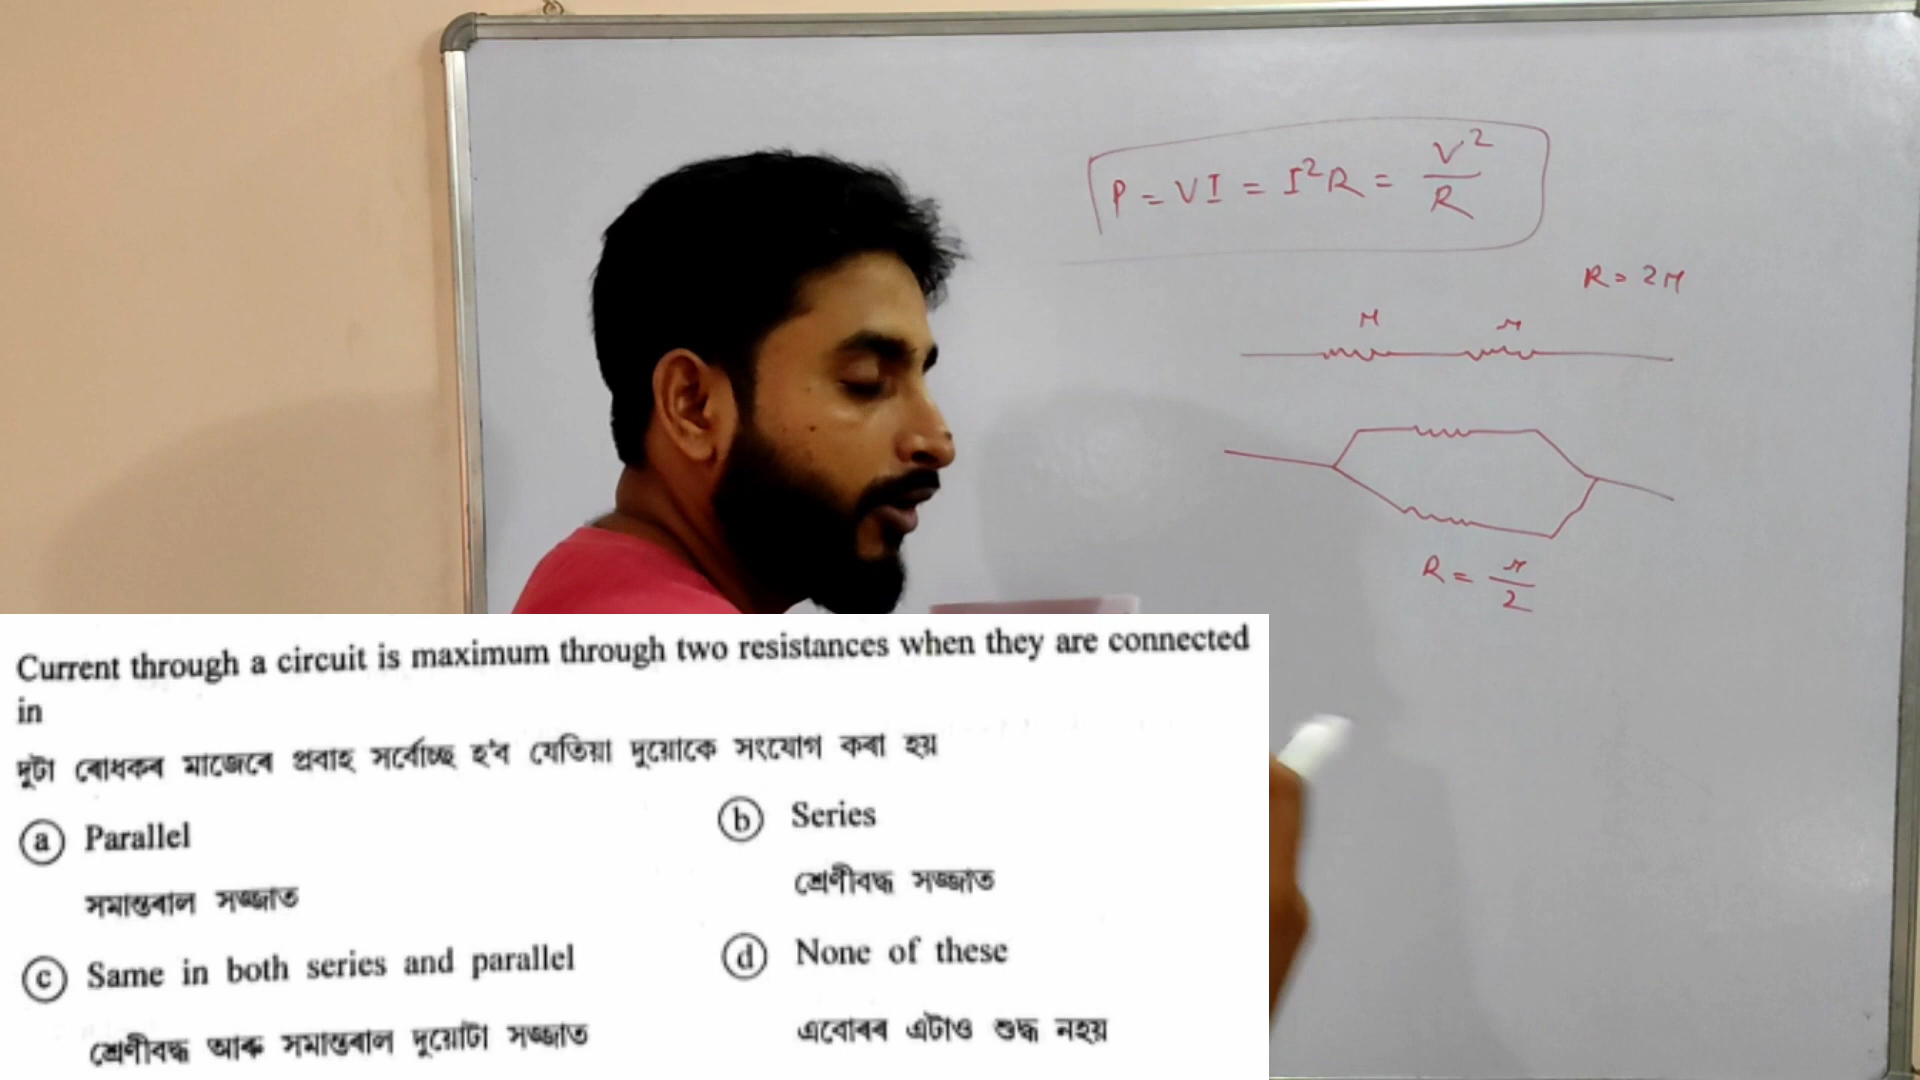 P = VI = I²R = V²/R
R = 2r
r r
R = r/2
Current through a circuit is maximum through two resistances when they are connected
in
দুটা ৰোধকৰ মাজেৰে প্ৰবাহ সৰ্বোচ্ছ হ'ব যেতিয়া দুয়োকে সংযোগ কৰা হয়
ⓐ Parallel ⓑ Series
সমান্তৰাল সজ্জাত শ্ৰেণীবদ্ধ সজ্জাত
ⓒ Same in both series and parallel ⓓ None of these
শ্ৰেণীবদ্ধ আৰু সমান্তৰাল দুয়োটা সজ্জাত এবোৰৰ এটাও শুদ্ধ নহয়